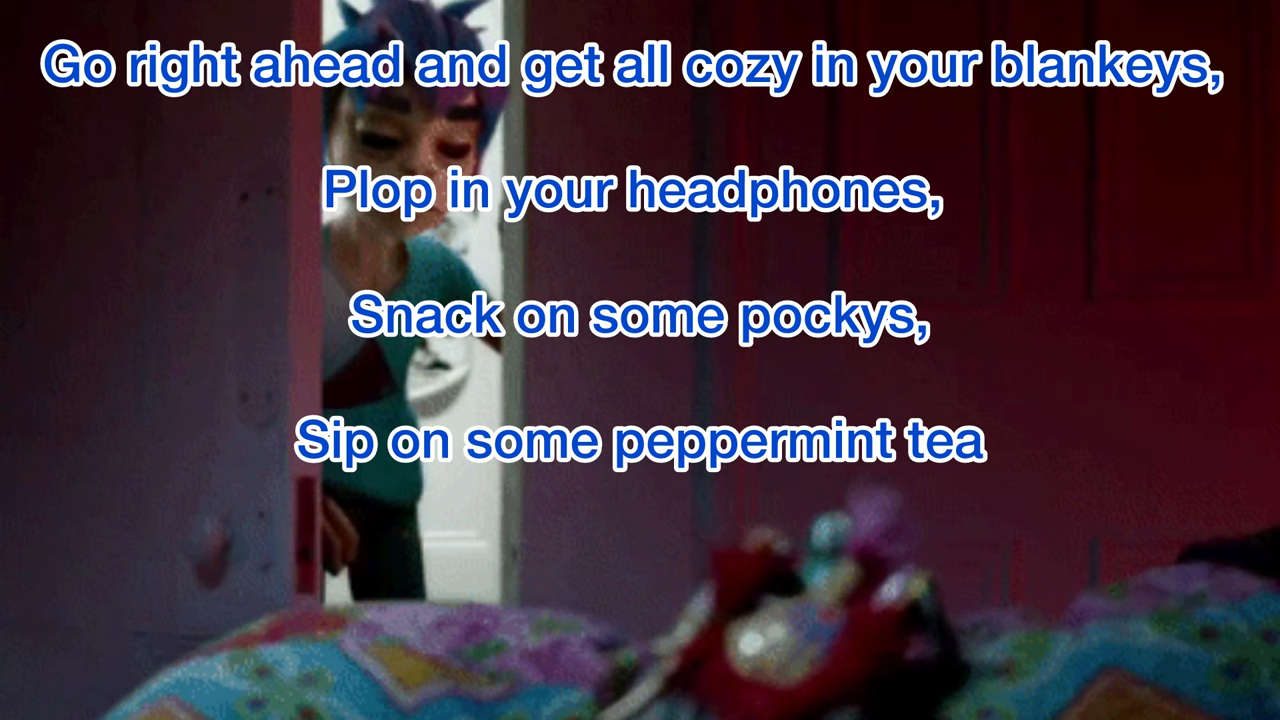 Go right ahead and get all cozy in your blankeys,
Plop in your headphones,
Snack on some pockys,
Sip on some peppermint tea